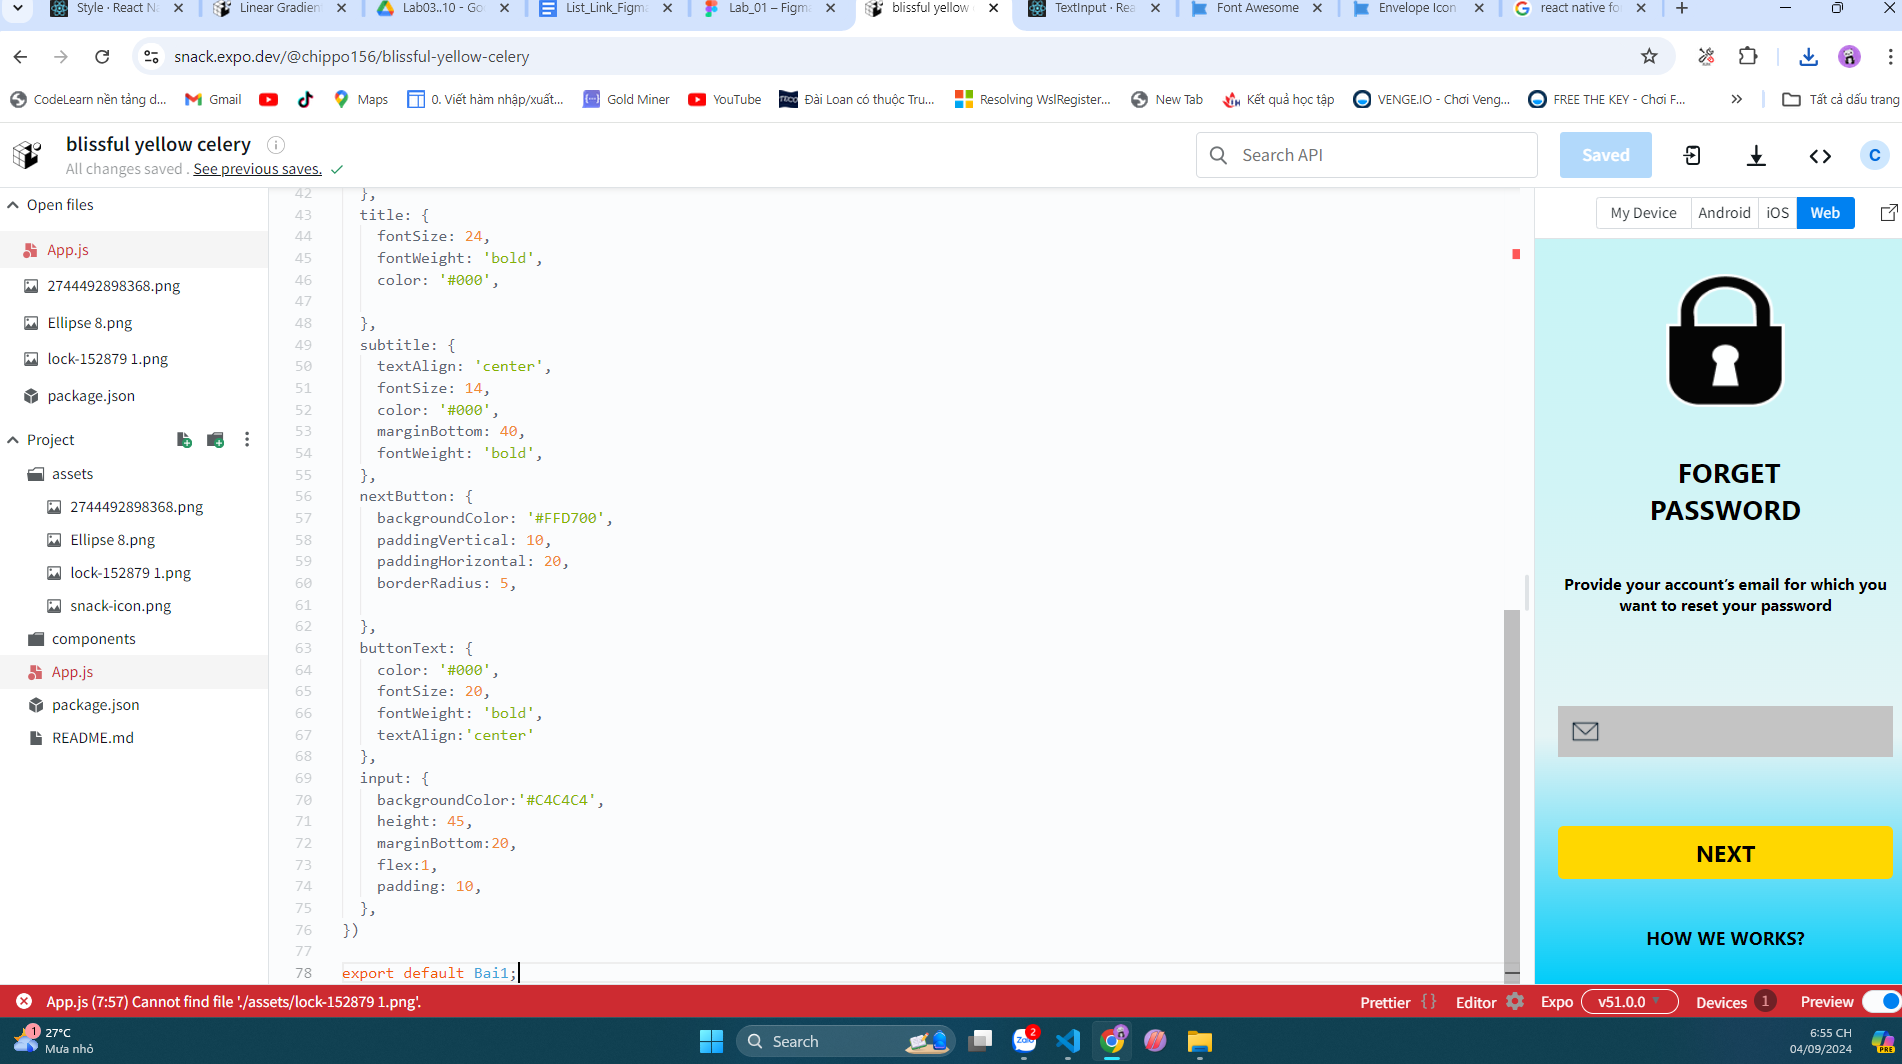 Style · React Na
Linear Gradien
Lab03..10 - Go
List_Link_Figm
Lab_01 – Figm
blissful yellow
TextInput · Rea
Font Awesome
Envelope Icon
react native fo
snack.expo.dev/@chippo156/blissful-yellow-celery
CodeLearn nền tảng d...
Gmail
Maps
0. Viết hàm nhập/xuất...
Gold Miner
YouTube
Đài Loan có thuộc Tru...
Resolving WslRegister...
New Tab
Kết quả học tập
VENGE.IO - Chơi Veng...
FREE THE KEY - Chơi F...
Tất cả dấu trang
blissful yellow celery
All changes saved . See previous saves.
Search API
Saved
C
Open files
App.js
2744492898368.png
Ellipse 8.png
lock-152879 1.png
package.json
Project
assets
2744492898368.png
Ellipse 8.png
lock-152879 1.png
snack-icon.png
components
App.js
package.json
README.md
42 },
43 title: {
44 fontSize: 24,
45 fontWeight: 'bold',
46 color: '#000',
47
48 },
49 subtitle: {
50 textAlign: 'center',
51 fontSize: 14,
52 color: '#000',
53 marginBottom: 40,
54 fontWeight: 'bold',
55 },
56 nextButton: {
57 backgroundColor: '#FFD700',
58 paddingVertical: 10,
59 paddingHorizontal: 20,
60 borderRadius: 5,
61
62 },
63 buttonText: {
64 color: '#000',
65 fontSize: 20,
66 fontWeight: 'bold',
67 textAlign:'center'
68 },
69 input: {
70 backgroundColor:'#C4C4C4',
71 height: 45,
72 marginBottom:20,
73 flex:1,
74 padding: 10,
75 },
76 })
77
78 export default Bai1;
My Device
Android
iOS
Web
FORGET
PASSWORD
Provide your account's email for which you
want to reset your password
NEXT
HOW WE WORKS?
App.js (7:57) Cannot find file './assets/lock-152879 1.png'.
Prettier {}
Editor
Expo
v51.0.0
Devices 1
Preview
1
27°C
Mưa nhỏ
Search
Zalo
2
PRE
6:55 CH
04/09/2024